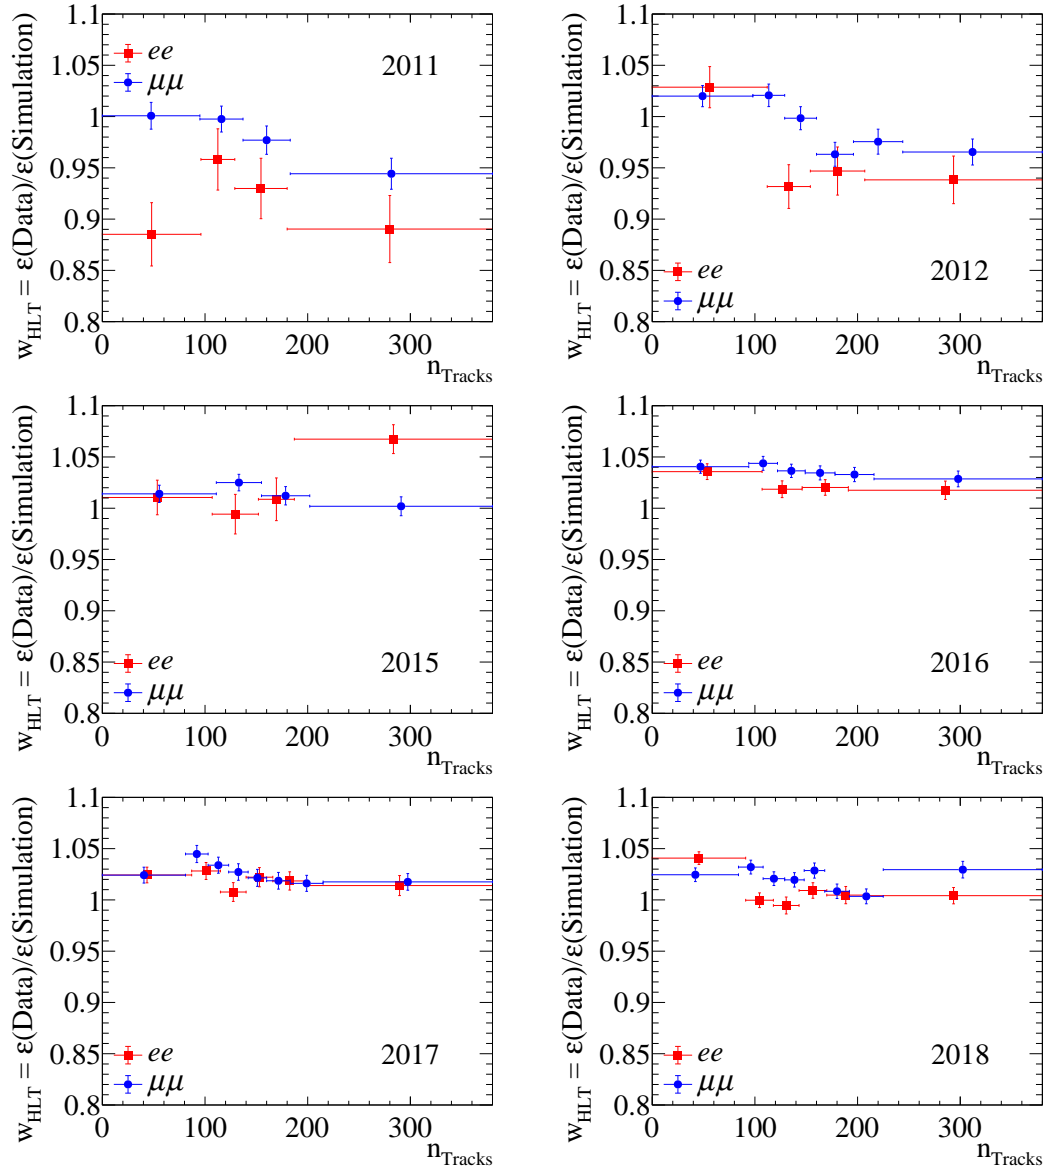 w_HLT = ε(Data)/ε(Simulation)
1.1
1.05
1
0.95
0.9
0.85
0.8
ee
μμ
2011
0 100 200 300
n_Tracks
w_HLT = ε(Data)/ε(Simulation)
1.1
1.05
1
0.95
0.9
0.85
0.8
2012
ee
μμ
0 100 200 300
n_Tracks
w_HLT = ε(Data)/ε(Simulation)
1.1
1.05
1
0.95
0.9
0.85
0.8
ee
2015
μμ
0 100 200 300
n_Tracks
w_HLT = ε(Data)/ε(Simulation)
1.1
1.05
1
0.95
0.9
0.85
0.8
ee
2016
μμ
0 100 200 300
n_Tracks
w_HLT = ε(Data)/ε(Simulation)
1.1
1.05
1
0.95
0.9
0.85
0.8
ee
2017
μμ
0 100 200 300
n_Tracks
w_HLT = ε(Data)/ε(Simulation)
1.1
1.05
1
0.95
0.9
0.85
0.8
ee
2018
μμ
0 100 200 300
n_Tracks